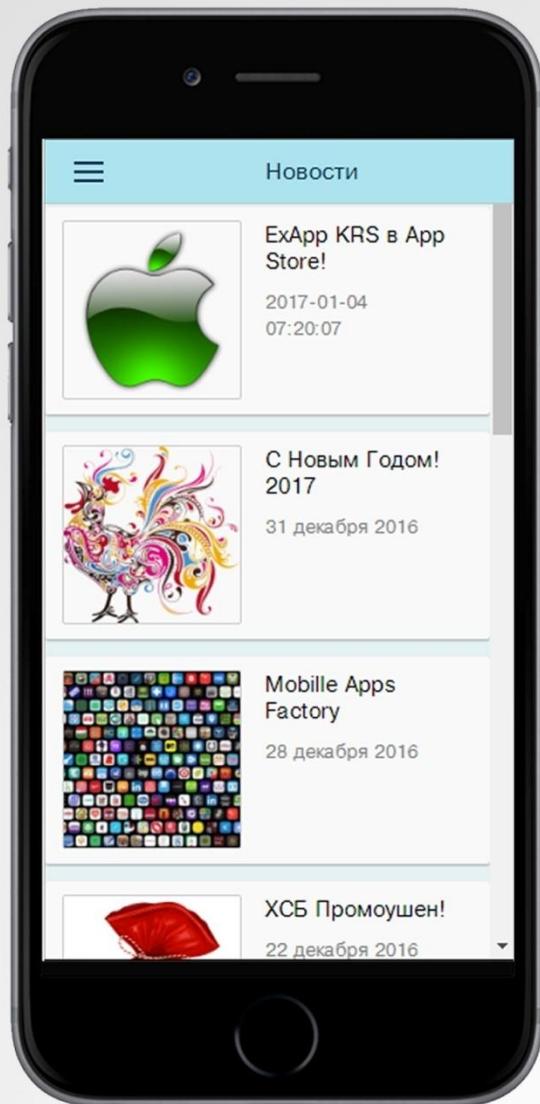 Новости
ExApp KRS в App
Store!
2017-01-04
07:20:07
С Новым Годом!
2017
31 декабря 2016
Mobille Apps
Factory
28 декабря 2016
ХСБ Промоушен!
22 декабря 2016